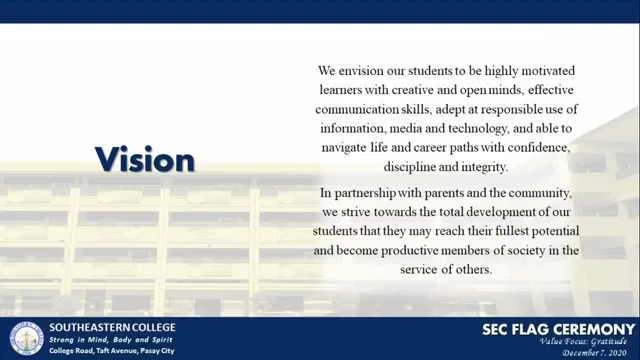 Vision
We envision our students to be highly motivated
learners with creative and open minds, effective
communication skills, adept at responsible use of
information, media and technology, and able to
navigate life and career paths with confidence,
discipline and integrity.
In partnership with parents and the community,
we strive towards the total development of our
students that they may reach their fullest potential
and become productive members of society in the
service of others.
SOUTHEASTERN COLLEGE
Strong in Mind, Body and Spirit
College Road, Taft Avenue, Pasay City
SEC FLAG CEREMONY
Value Focus: Gratitude
December 7, 2020